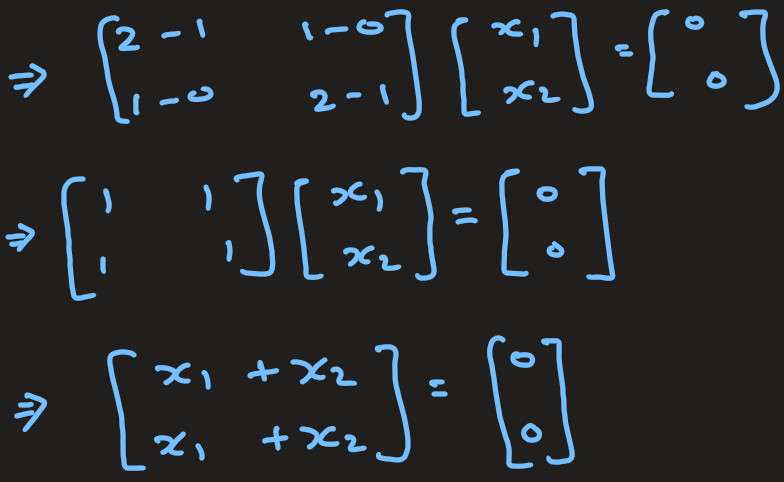 ⇒ [2 - 1 1 - 0] [x₁] = [0]
[1 - 0 2 - 1] [x₂] [0]
⇒ [1 1] [x₁] = [0]
[1 1] [x₂] [0]
⇒ [x₁ + x₂] = [0]
[x₁ + x₂] [0]